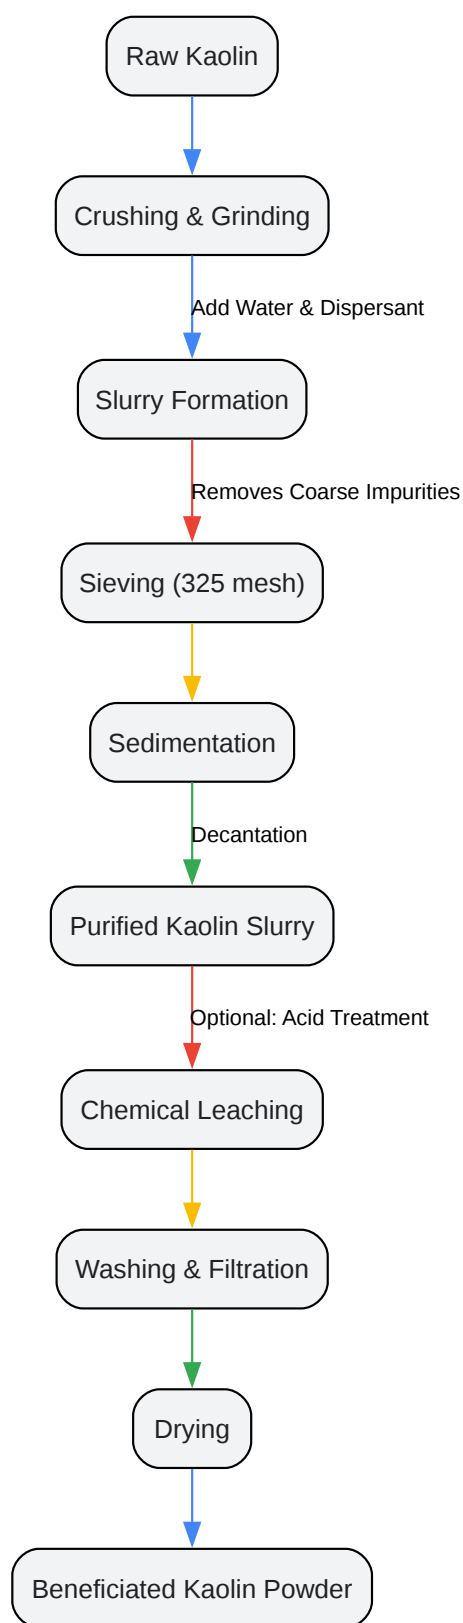 Raw Kaolin
Crushing & Grinding
Add Water & Dispersant
Slurry Formation
Removes Coarse Impurities
Sieving (325 mesh)
Sedimentation
Decantation
Purified Kaolin Slurry
Optional: Acid Treatment
Chemical Leaching
Washing & Filtration
Drying
Beneficiated Kaolin Powder